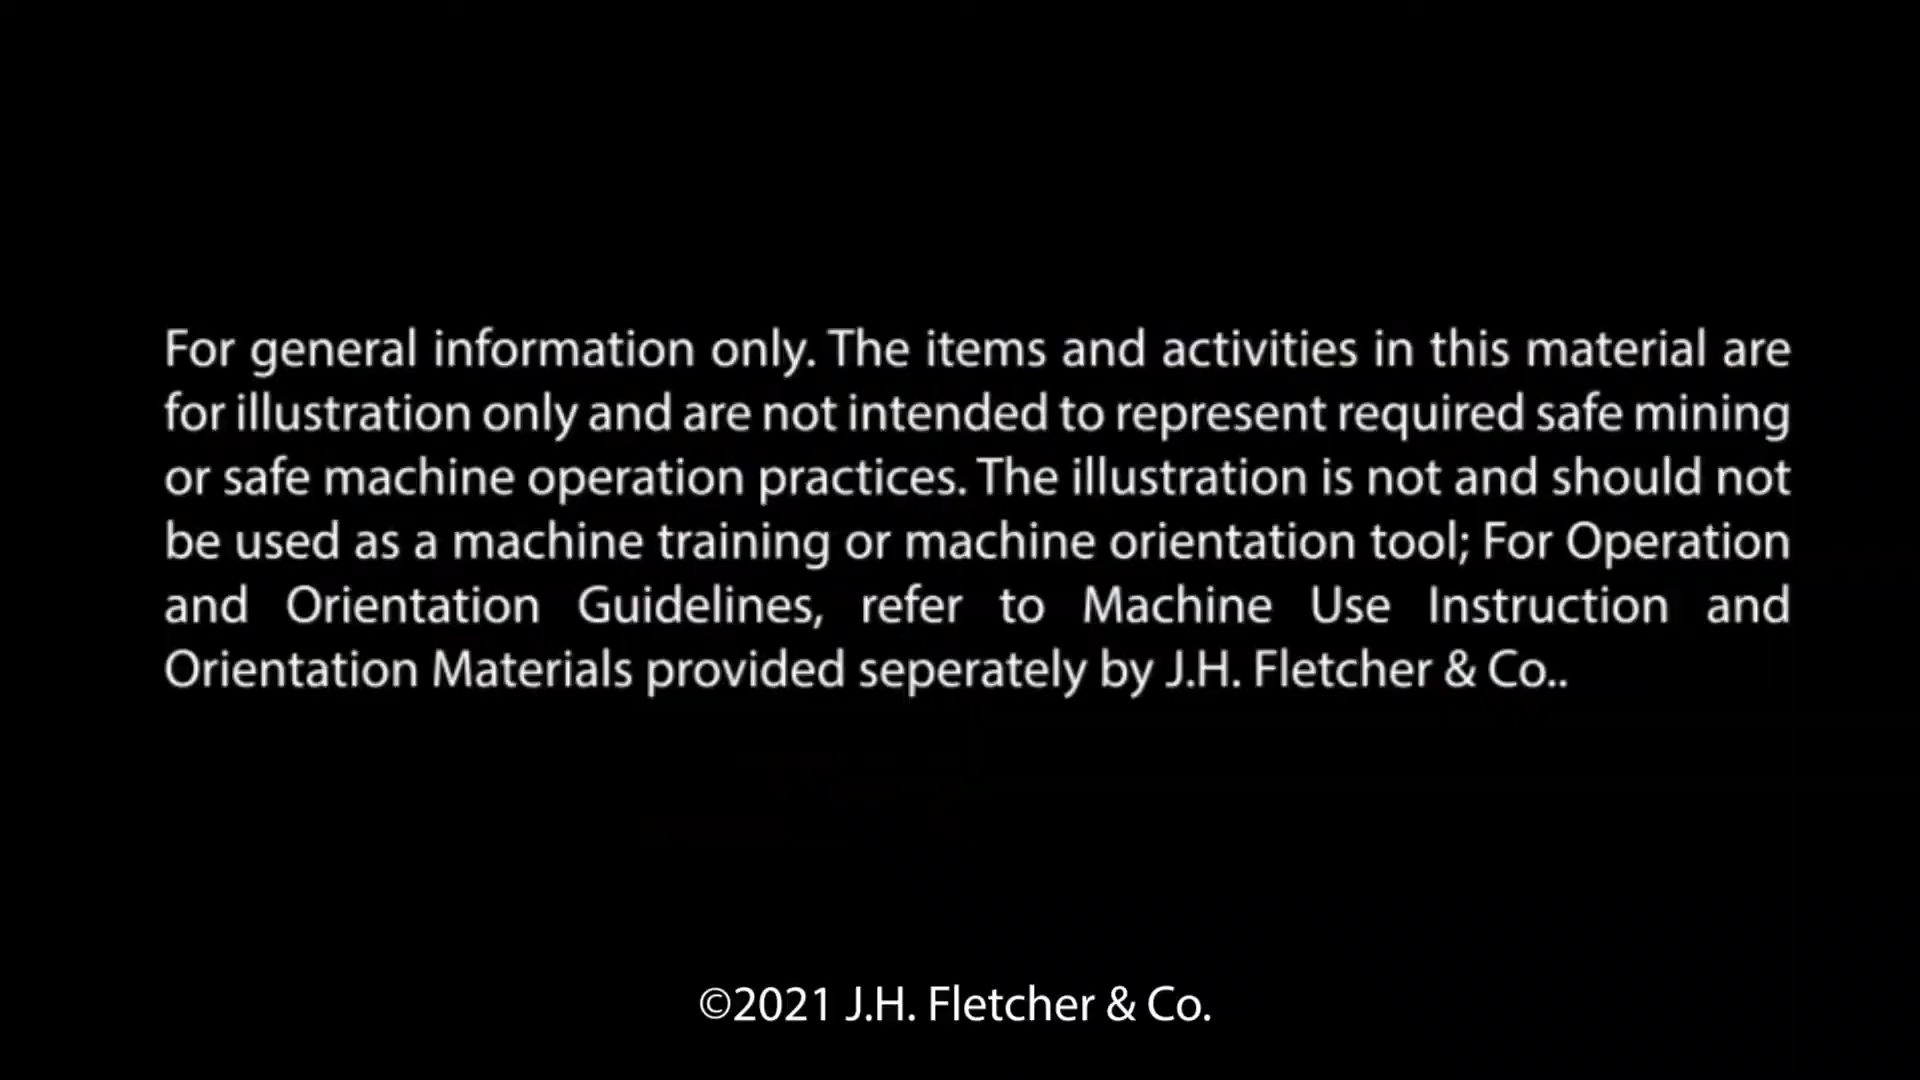 For general information only. The items and activities in this material are
for illustration only and are not intended to represent required safe mining
or safe machine operation practices. The illustration is not and should not
be used as a machine training or machine orientation tool; For Operation
and Orientation Guidelines, refer to Machine Use Instruction and
Orientation Materials provided seperately by J.H. Fletcher & Co..
©2021 J.H. Fletcher & Co.